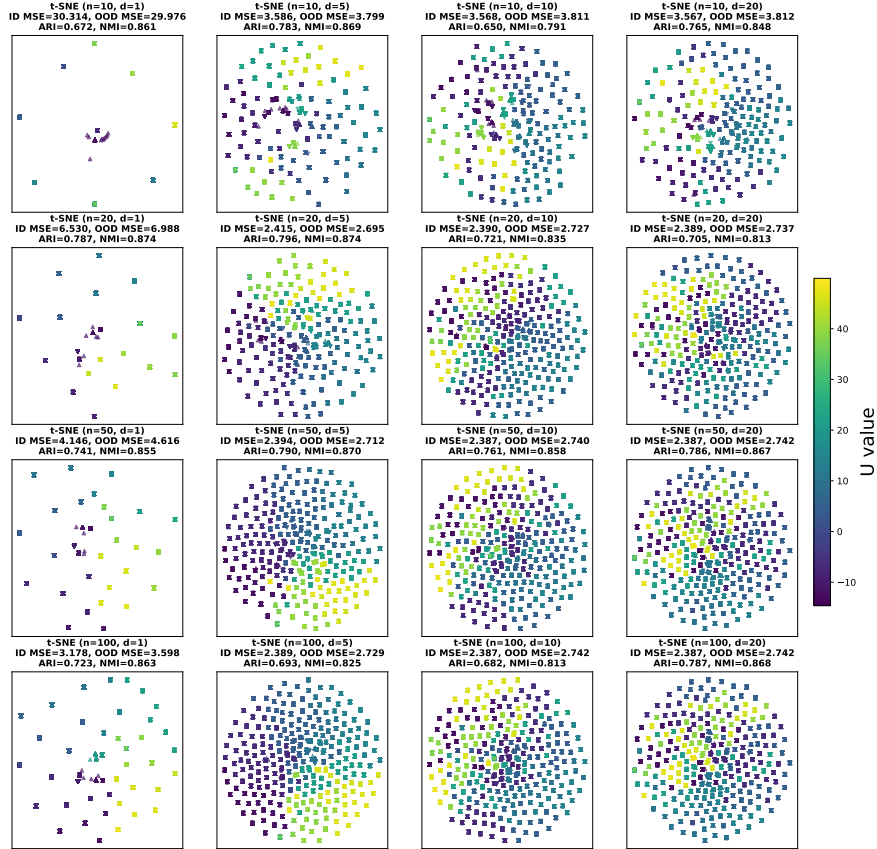 t-SNE (n=10, d=1)
ID MSE=30.314, OOD MSE=29.976
ARI=0.672, NMI=0.861
t-SNE (n=10, d=5)
ID MSE=3.586, OOD MSE=3.799
ARI=0.783, NMI=0.869
t-SNE (n=10, d=10)
ID MSE=3.568, OOD MSE=3.811
ARI=0.650, NMI=0.791
t-SNE (n=10, d=20)
ID MSE=3.567, OOD MSE=3.812
ARI=0.765, NMI=0.848
t-SNE (n=20, d=1)
ID MSE=6.530, OOD MSE=6.988
ARI=0.787, NMI=0.874
t-SNE (n=20, d=5)
ID MSE=2.415, OOD MSE=2.695
ARI=0.796, NMI=0.874
t-SNE (n=20, d=10)
ID MSE=2.390, OOD MSE=2.727
ARI=0.721, NMI=0.835
t-SNE (n=20, d=20)
ID MSE=2.389, OOD MSE=2.737
ARI=0.705, NMI=0.813
t-SNE (n=50, d=1)
ID MSE=4.146, OOD MSE=4.616
ARI=0.741, NMI=0.855
t-SNE (n=50, d=5)
ID MSE=2.394, OOD MSE=2.712
ARI=0.790, NMI=0.870
t-SNE (n=50, d=10)
ID MSE=2.387, OOD MSE=2.740
ARI=0.761, NMI=0.858
t-SNE (n=50, d=20)
ID MSE=2.387, OOD MSE=2.742
ARI=0.786, NMI=0.867
t-SNE (n=100, d=1)
ID MSE=3.178, OOD MSE=3.598
ARI=0.723, NMI=0.863
t-SNE (n=100, d=5)
ID MSE=2.389, OOD MSE=2.729
ARI=0.693, NMI=0.825
t-SNE (n=100, d=10)
ID MSE=2.387, OOD MSE=2.742
ARI=0.682, NMI=0.813
t-SNE (n=100, d=20)
ID MSE=2.387, OOD MSE=2.742
ARI=0.787, NMI=0.868
40
30
20
10
0
−10
U value